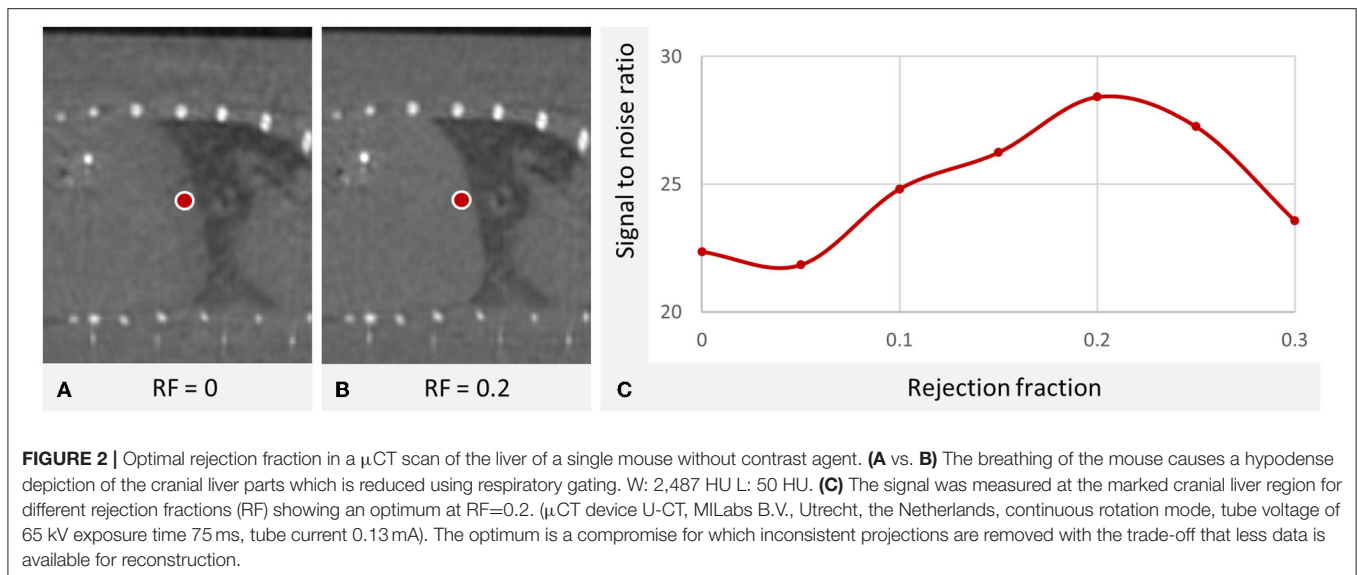 A RF = 0
B RF = 0.2
C
Signal to noise ratio
30
25
20
0 0.1 0.2 0.3
Rejection fraction
FIGURE 2 | Optimal rejection fraction in a μCT scan of the liver of a single mouse without contrast agent. (A vs. B) The breathing of the mouse causes a hypodense
depiction of the cranial liver parts which is reduced using respiratory gating. W: 2,487 HU L: 50 HU. (C) The signal was measured at the marked cranial liver region for
different rejection fractions (RF) showing an optimum at RF=0.2. (μCT device U-CT, MILabs B.V., Utrecht, the Netherlands, continuous rotation mode, tube voltage of
65 kV exposure time 75 ms, tube current 0.13 mA). The optimum is a compromise for which inconsistent projections are removed with the trade-off that less data is
available for reconstruction.